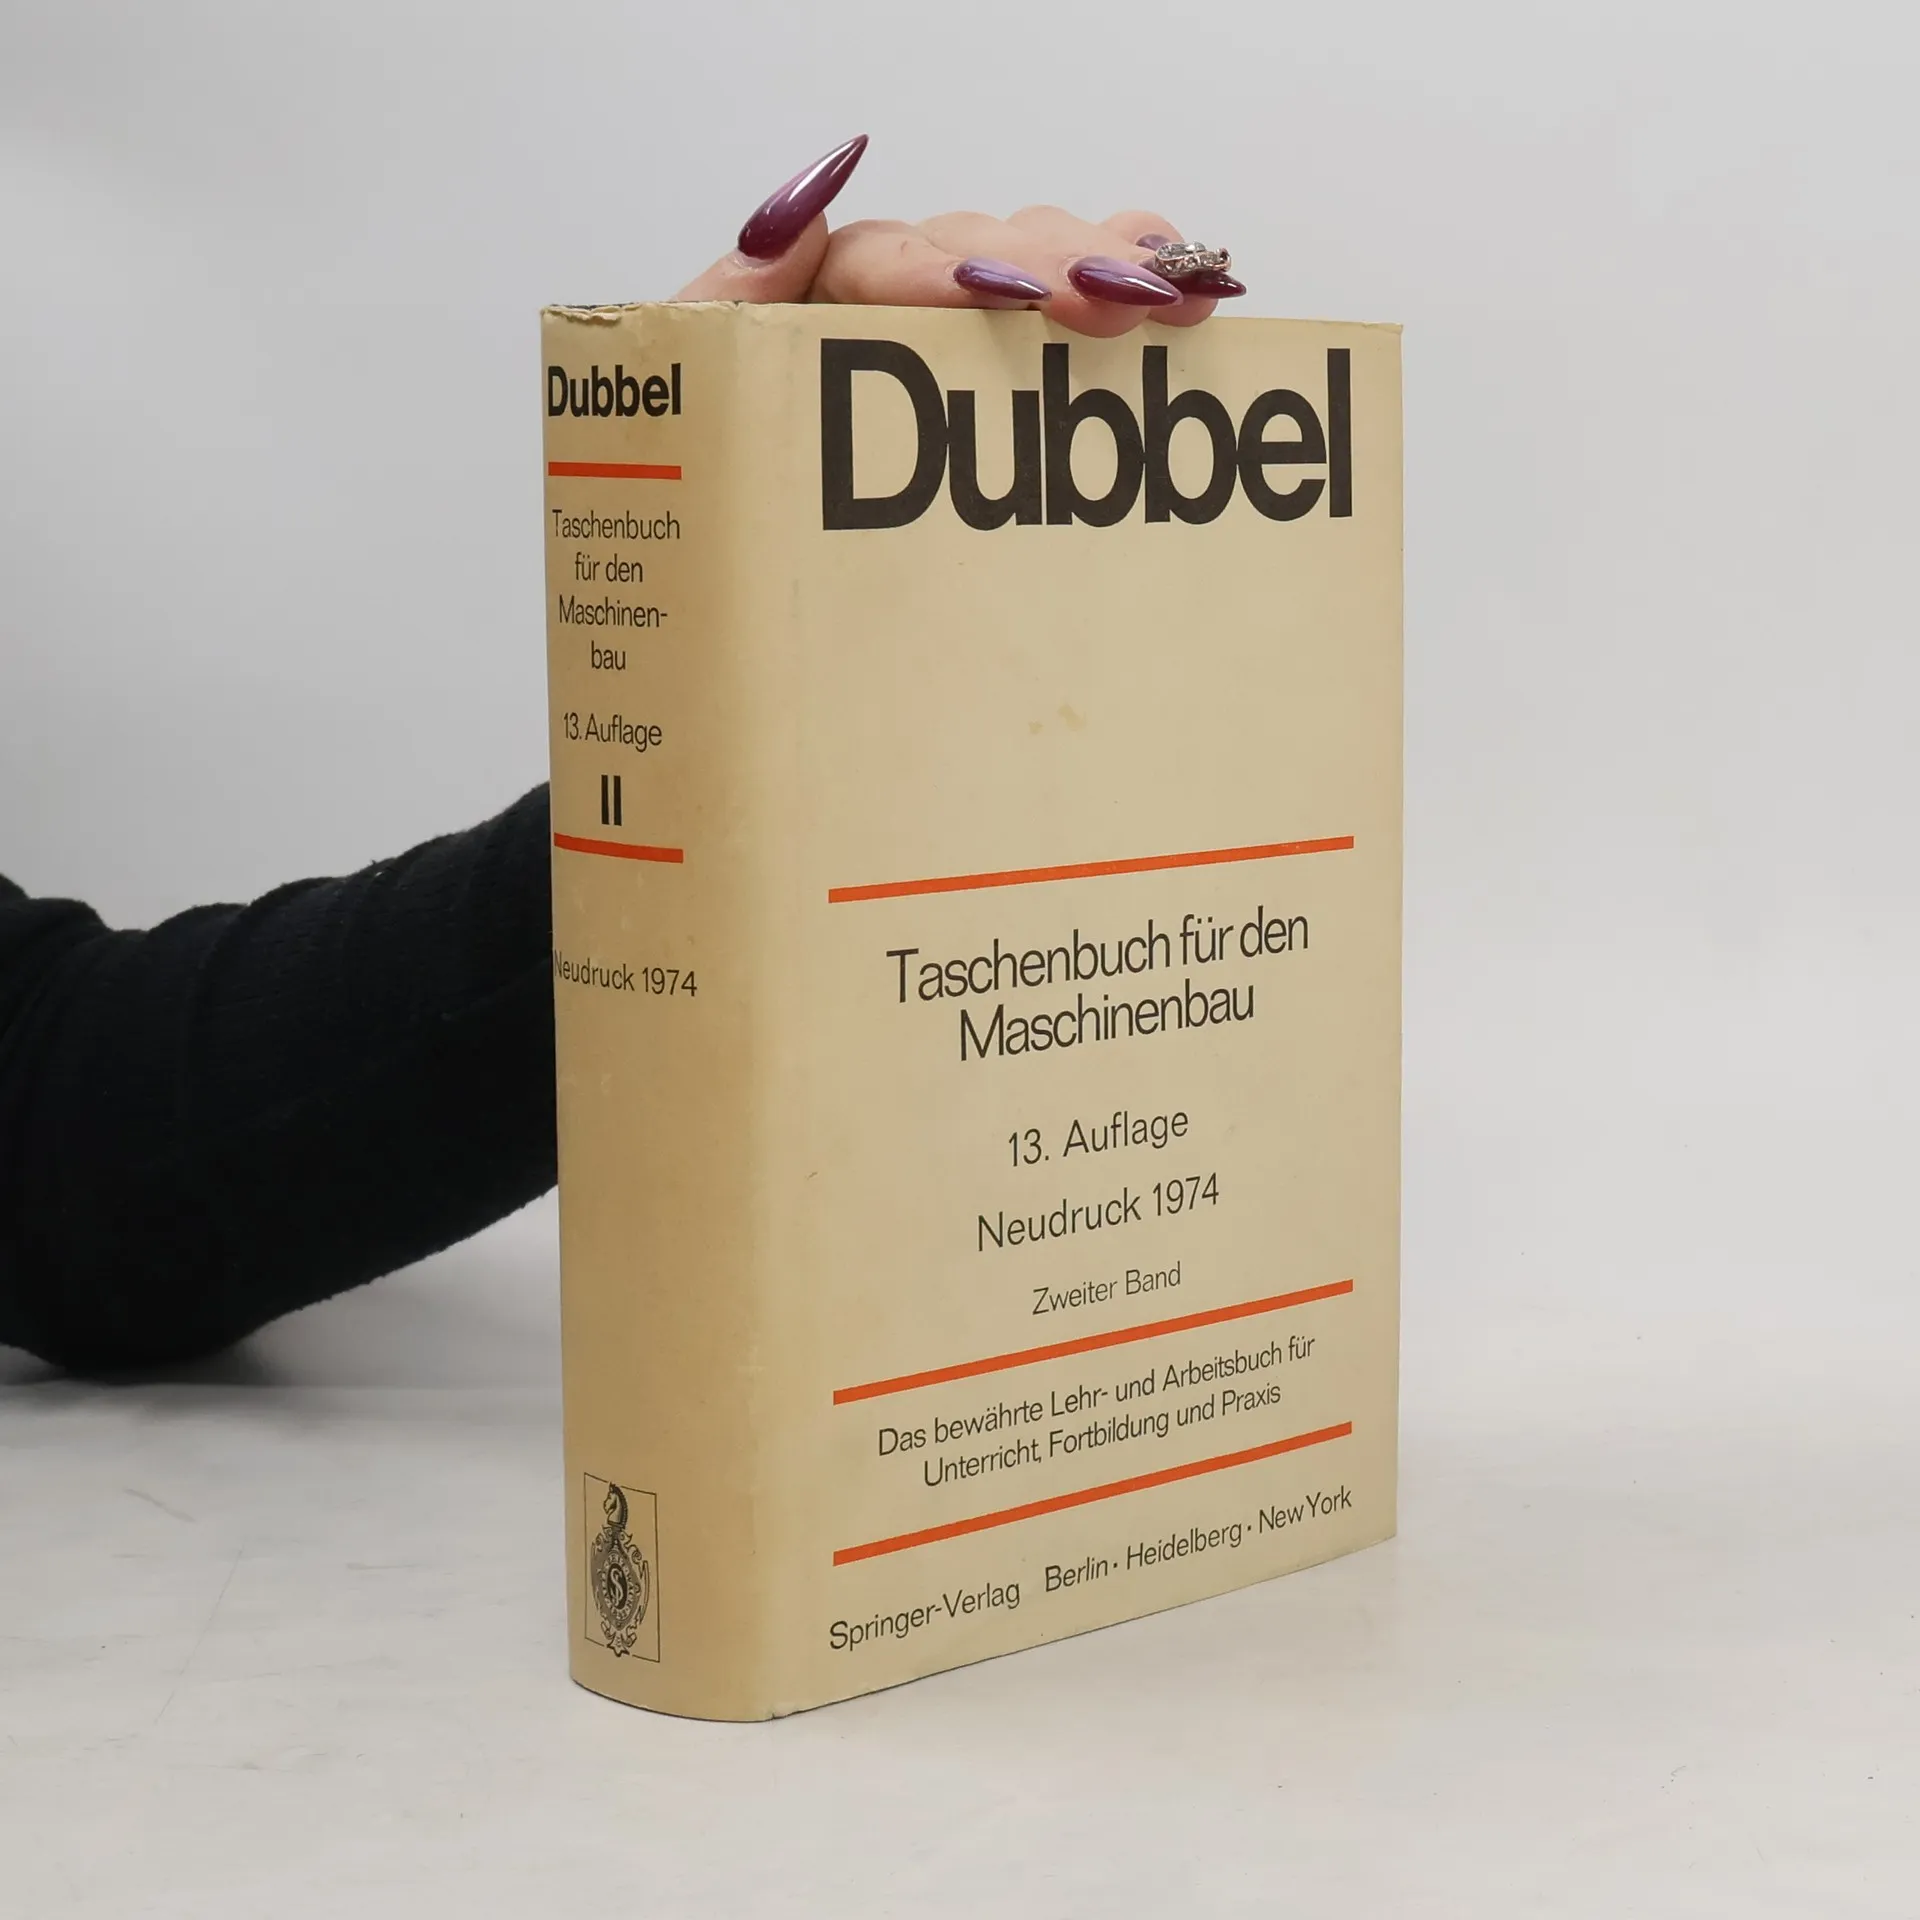 Dubbel
Taschenbuch
für den
Maschinen-
bau
13. Auflage
II
Neudruck 1974
Dubbel
Taschenbuch für den
Maschinenbau
13. Auflage
Neudruck 1974
Zweiter Band
Das bewährte Lehr- und Arbeitsbuch für
Unterricht, Fortbildung und Praxis
Springer-Verlag Berlin · Heidelberg · New York